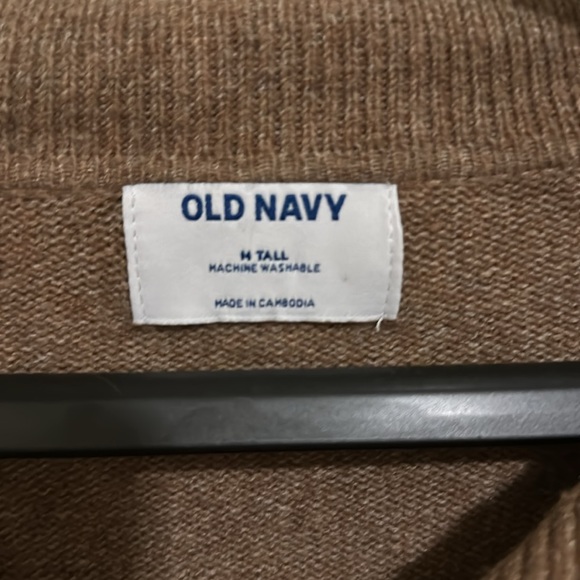 OLD NAVY
M TALL
MACHINE WASHABLE
MADE IN CAMBODIA